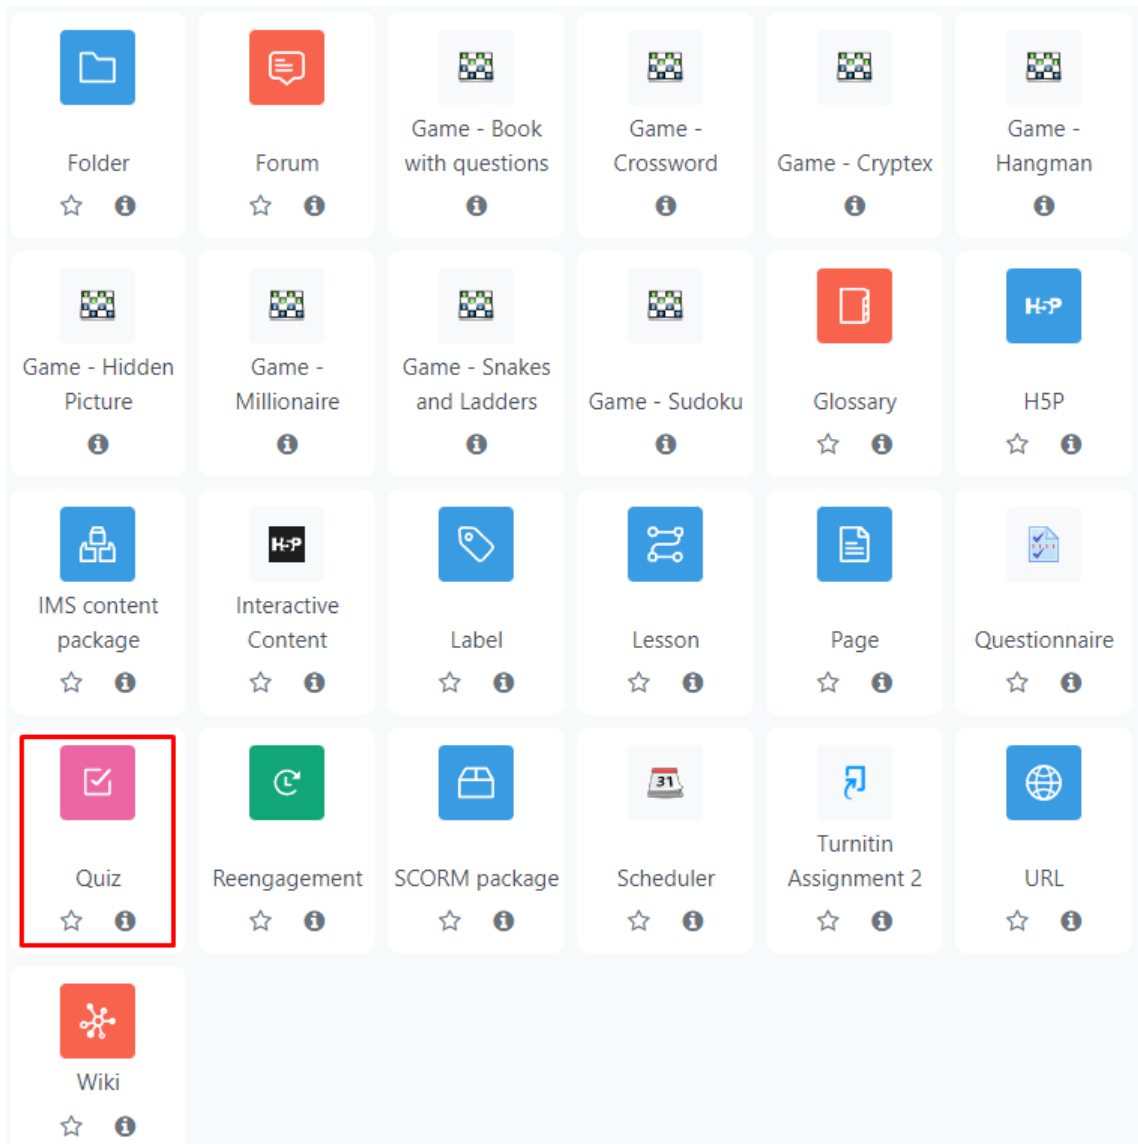 Folder
Forum
Game - Book
with questions
Game -
Crossword
Game - Cryptex
Game -
Hangman
Game - Hidden
Picture
Game -
Millionaire
Game - Snakes
and Ladders
Game - Sudoku
Glossary
H5P
H5P
IMS content
package
H5P
Interactive
Content
Label
Lesson
Page
Questionnaire
Quiz
Reengagement
SCORM package
31
Scheduler
Turnitin
Assignment 2
URL
Wiki